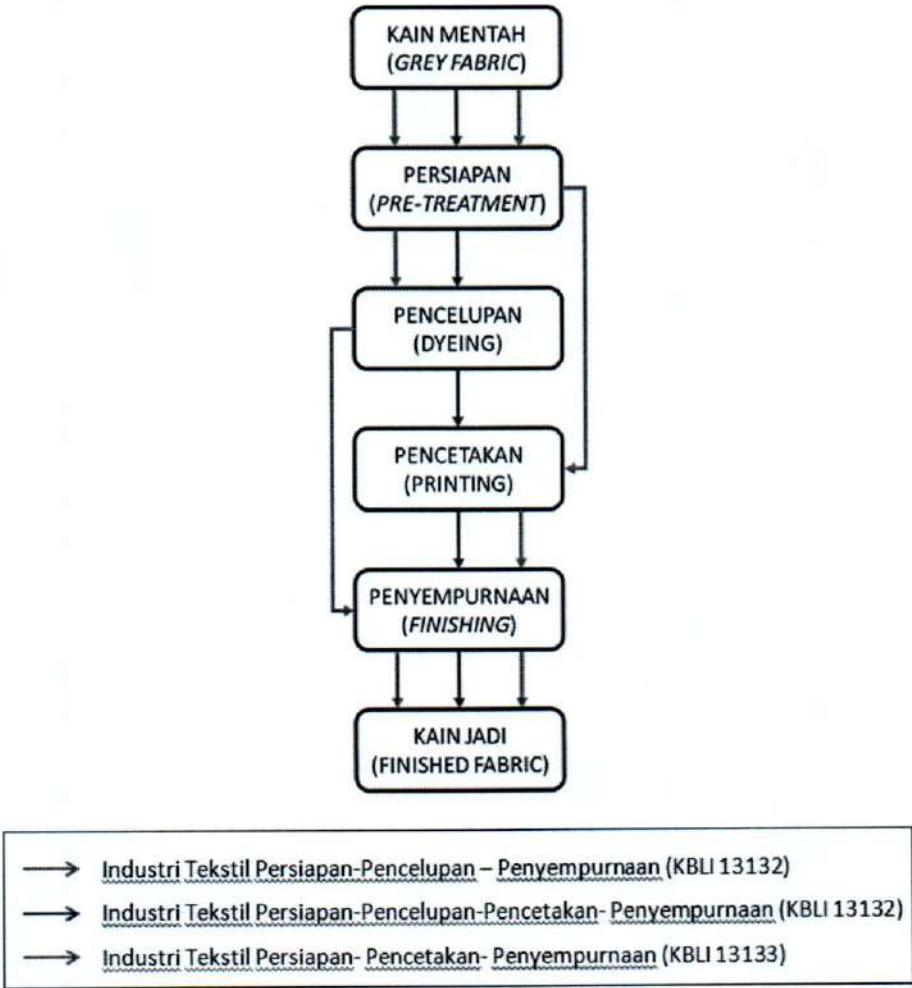 KAIN MENTAH
(GREY FABRIC)
PERSIAPAN
(PRE-TREATMENT)
PENCELUPAN
(DYEING)
PENCETAKAN
(PRINTING)
PENYEMPURNAAN
(FINISHING)
KAIN JADI
(FINISHED FABRIC)
Industri Tekstil Persiapan-Pencelupan – Penyempurnaan (KBLI 13132)
Industri Tekstil Persiapan-Pencelupan-Pencetakan- Penyempurnaan (KBLI 13132)
Industri Tekstil Persiapan- Pencetakan- Penyempurnaan (KBLI 13133)